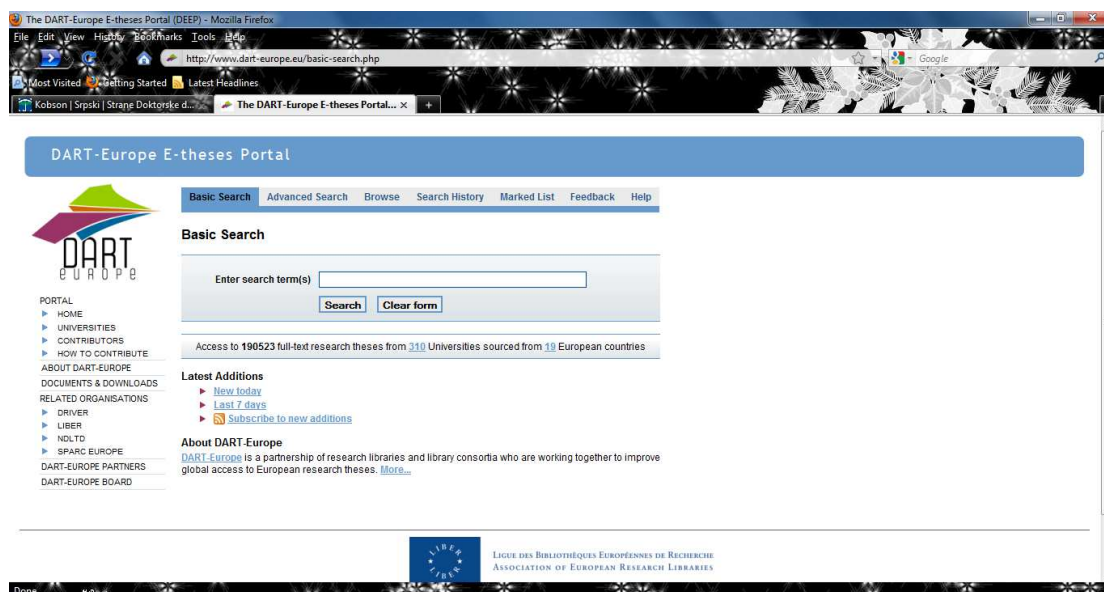 The DART-Europe E-theses Portal (DEEP) - Mozilla Firefox
File Edit View History Bookmarks Tools Help
http://www.dart-europe.eu/basic-search.php
Google
Most Visited Getting Started Latest Headlines
Kobson | Srpski | Strane Doktorske d...
The DART-Europe E-theses Portal...
DART-Europe E-theses Portal
Basic Search Advanced Search Browse Search History Marked List Feedback Help
DART
EUROPE
Basic Search
Enter search term(s)
Search Clear form
Access to 190523 full-text research theses from 310 Universities sourced from 19 European countries
PORTAL
HOME
UNIVERSITIES
CONTRIBUTORS
HOW TO CONTRIBUTE
ABOUT DART-EUROPE
DOCUMENTS & DOWNLOADS
RELATED ORGANISATIONS
DRIVER
LIBER
NDLTD
SPARC EUROPE
DART-EUROPE PARTNERS
DART-EUROPE BOARD
Latest Additions
New today
Last 7 days
Subscribe to new additions
About DART-Europe
DART-Europe is a partnership of research libraries and library consortia who are working together to improve
global access to European research theses. More...
LIBER
LIBER
LIGUE DES BIBLIOTHÈQUES EUROPÉENNES DE RECHERCHE
ASSOCIATION OF EUROPEAN RESEARCH LIBRARIES
Done